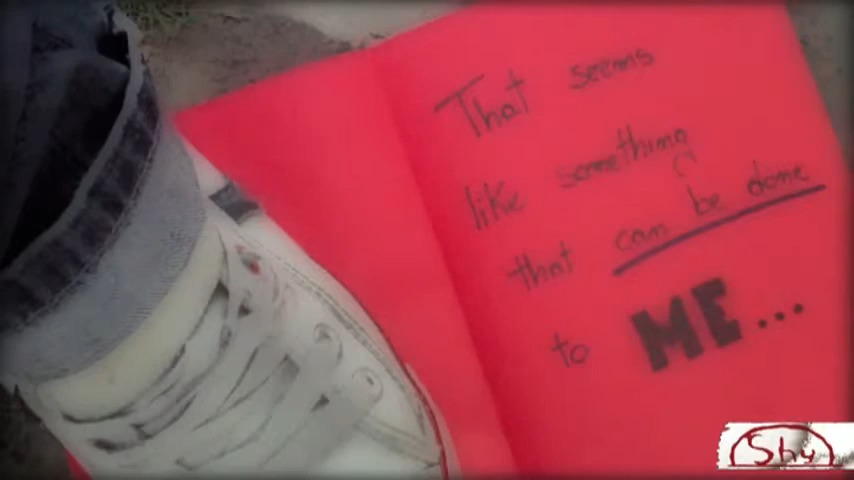 That seems
like something
that can be done
to ME...
Shy